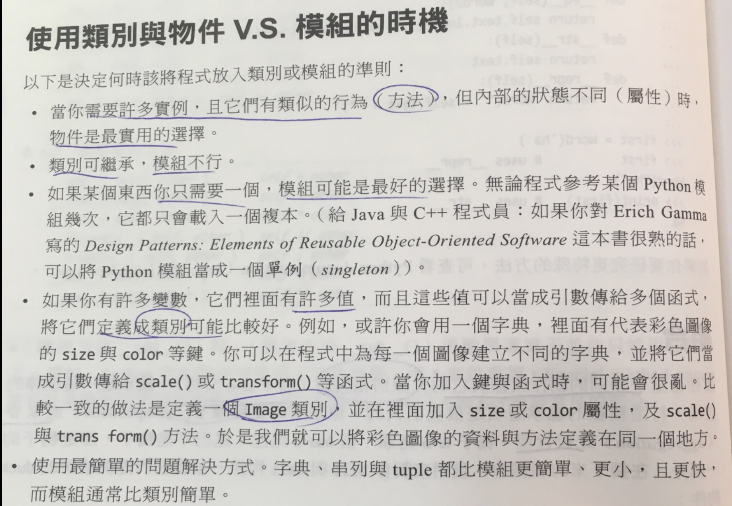 使用類別與物件 V.S. 模組的時機
以下是決定何時該將程式放入類別或模組的準則：
• 當你需要許多實例，且它們有類似的行為（方法），但內部的狀態不同（屬性）時，
物件是最實用的選擇。
• 類別可繼承，模組不行。
• 如果某個東西你只需要一個，模組可能是最好的選擇。無論程式參考某個 Python 模
組幾次，它都只會載入一個複本。（給 Java 與 C++ 程式員：如果你對 Erich Gamma
寫的 Design Patterns: Elements of Reusable Object-Oriented Software 這本書很熟的話，
可以將 Python 模組當成一個單例（singleton））。
• 如果你有許多變數，它們裡面有許多值，而且這些值可以當成引數傳給多個函式，
將它們定義成類別可能比較好。例如，或許你會用一個字典，裡面有代表彩色圖像
的 size 與 color 等鍵。你可以在程式中為每一個圖像建立不同的字典，並將它們當
成引數傳給 scale() 或 transform() 等函式。當你加入鍵與函式時，可能會很亂。比
較一致的做法是定義一個 Image 類別，並在裡面加入 size 或 color 屬性，及 scale()
與 trans form() 方法。於是我們就可以將彩色圖像的資料與方法定義在同一個地方。
• 使用最簡單的問題解決方式。字典、串列與 tuple 都比模組更簡單、更小，且更快，
而模組通常比類別簡單。